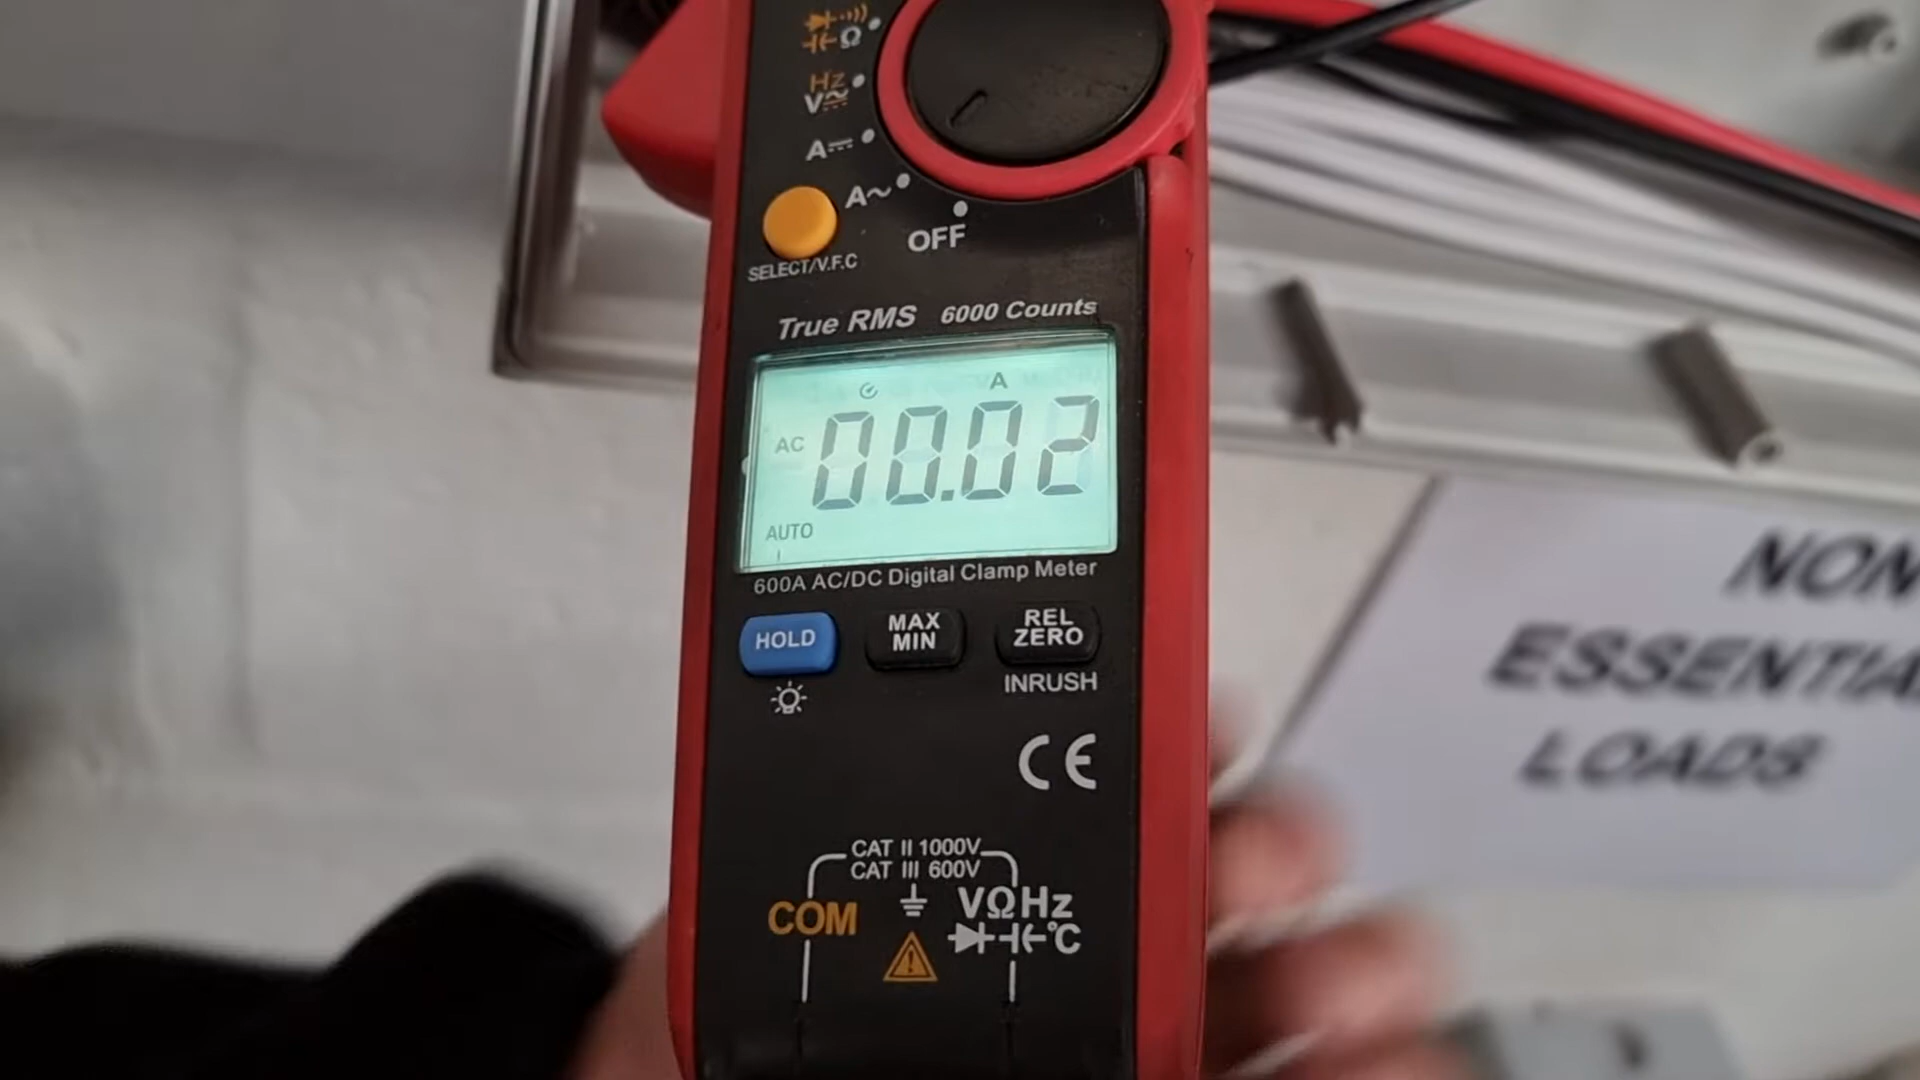 Ω
Hz
V
A
A~
OFF
SELECT/V.F.C
True RMS 6000 Counts
A
AC
00.02
AUTO
600A AC/DC Digital Clamp Meter
HOLD
MAX
MIN
REL
ZERO
INRUSH
CE
CAT II 1000V
CAT III 600V
COM
VΩHz
°C
NON
ESSENTIA
LOADS